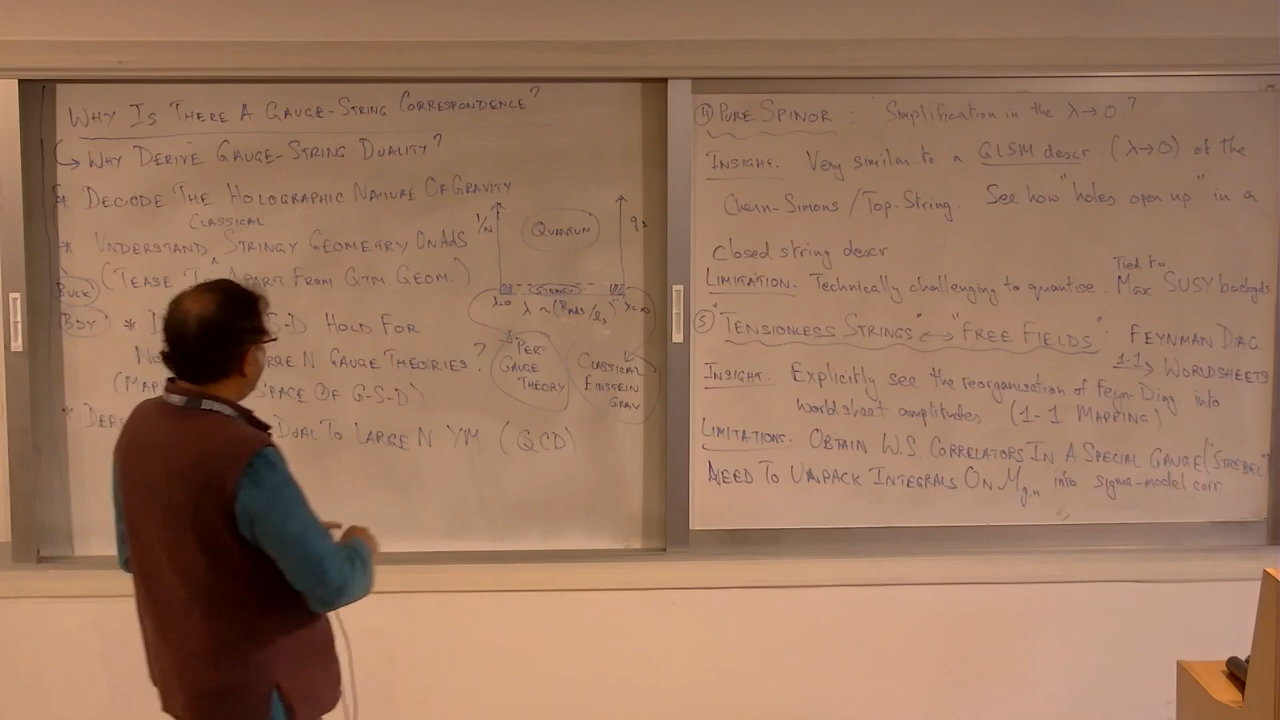 WHY IS THERE A GAUGE-STRING CORRESPONDENCE?
WHY DERIVE GAUGE-STRING DUALITY?
* DECODE THE HOLOGRAPHIC NATURE OF GRAVITY
CLASSICAL
* UNDERSTAND STRINGY GEOMETRY ON AdS
(TEASE IT APART FROM QTM. GEOM.)
BULK
BDY
* S-D HOLD FOR
N GAUGE THEORIES?
(MAP SPACE OF G-S-D)
* DUAL TO LARGE N YM (QCD)
1/N
QUANTUM
g_s
STRINGY
λ=0
λ ~ (R_AdS/l_s)
λ=∞
PERT
GAUGE
THEORY
CLASSICAL
EINSTEIN
GRAV
④ PURE SPINOR : Simplification in the λ→0?
INSIGHT: Very similar to a GLSM descr (λ→0) of the
Chern-Simons/Top-String. See how "holes open up" in a
closed string descr
LIMITATION: Technically challenging to quantise. Tied to
Max SUSY backgds
⑤ "TENSIONLESS STRINGS" ↔ "FREE FIELDS" : FEYNMAN DIAG
1-1 WORLDSHEETS
INSIGHT: Explicitly see the reorganisation of Feyn-Diag. into
worldsheet amplitudes (1-1 MAPPING)
LIMITATIONS: OBTAIN W.S. CORRELATORS IN A SPECIAL GAUGE ("STREBEL")
NEED TO UNPACK INTEGRALS ON M_g,n into sigma-model corr.